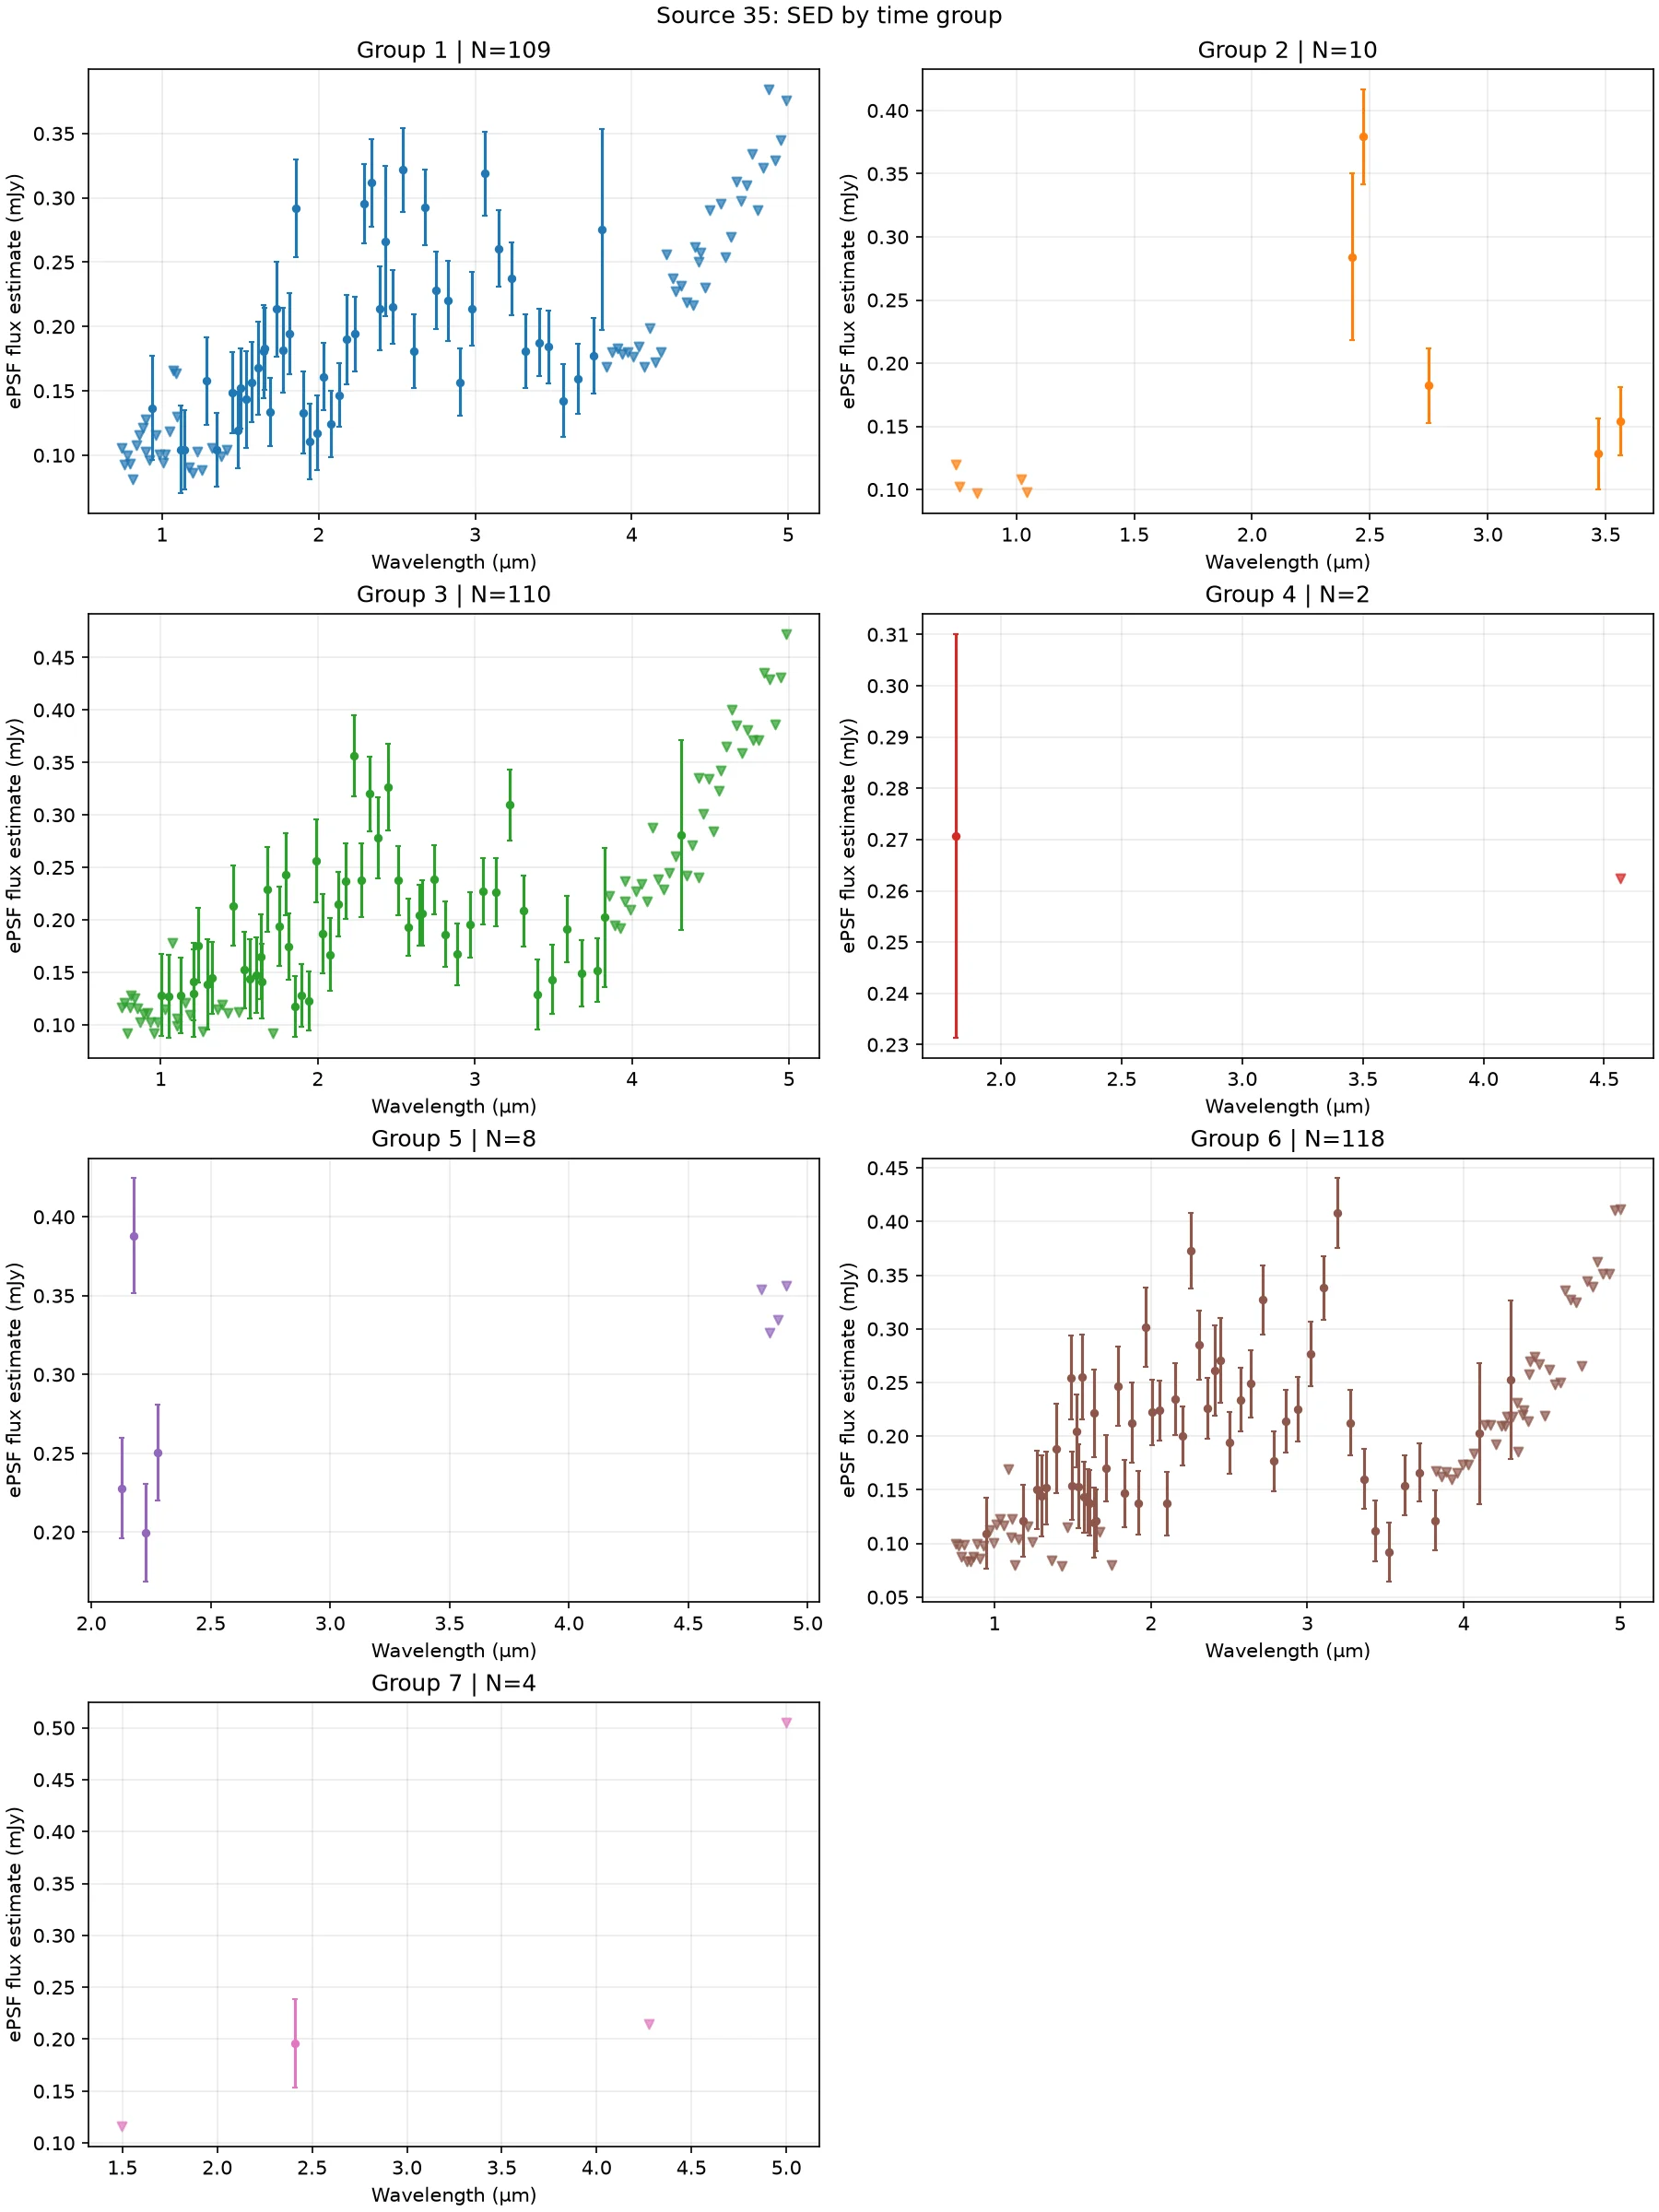 Source 35: SED by time group
Group 1 | N=109
ePSF flux estimate (mJy)
0.35
0.30
0.25
0.20
0.15
0.10
1 2 3 4 5
Wavelength (µm)
Group 2 | N=10
ePSF flux estimate (mJy)
0.40
0.35
0.30
0.25
0.20
0.15
0.10
1.0 1.5 2.0 2.5 3.0 3.5
Wavelength (µm)
Group 3 | N=110
ePSF flux estimate (mJy)
0.45
0.40
0.35
0.30
0.25
0.20
0.15
0.10
1 2 3 4 5
Wavelength (µm)
Group 4 | N=2
ePSF flux estimate (mJy)
0.31
0.30
0.29
0.28
0.27
0.26
0.25
0.24
0.23
2.0 2.5 3.0 3.5 4.0 4.5
Wavelength (µm)
Group 5 | N=8
ePSF flux estimate (mJy)
0.40
0.35
0.30
0.25
0.20
2.0 2.5 3.0 3.5 4.0 4.5 5.0
Wavelength (µm)
Group 6 | N=118
ePSF flux estimate (mJy)
0.45
0.40
0.35
0.30
0.25
0.20
0.15
0.10
0.05
1 2 3 4 5
Wavelength (µm)
Group 7 | N=4
ePSF flux estimate (mJy)
0.50
0.45
0.40
0.35
0.30
0.25
0.20
0.15
0.10
1.5 2.0 2.5 3.0 3.5 4.0 4.5 5.0
Wavelength (µm)